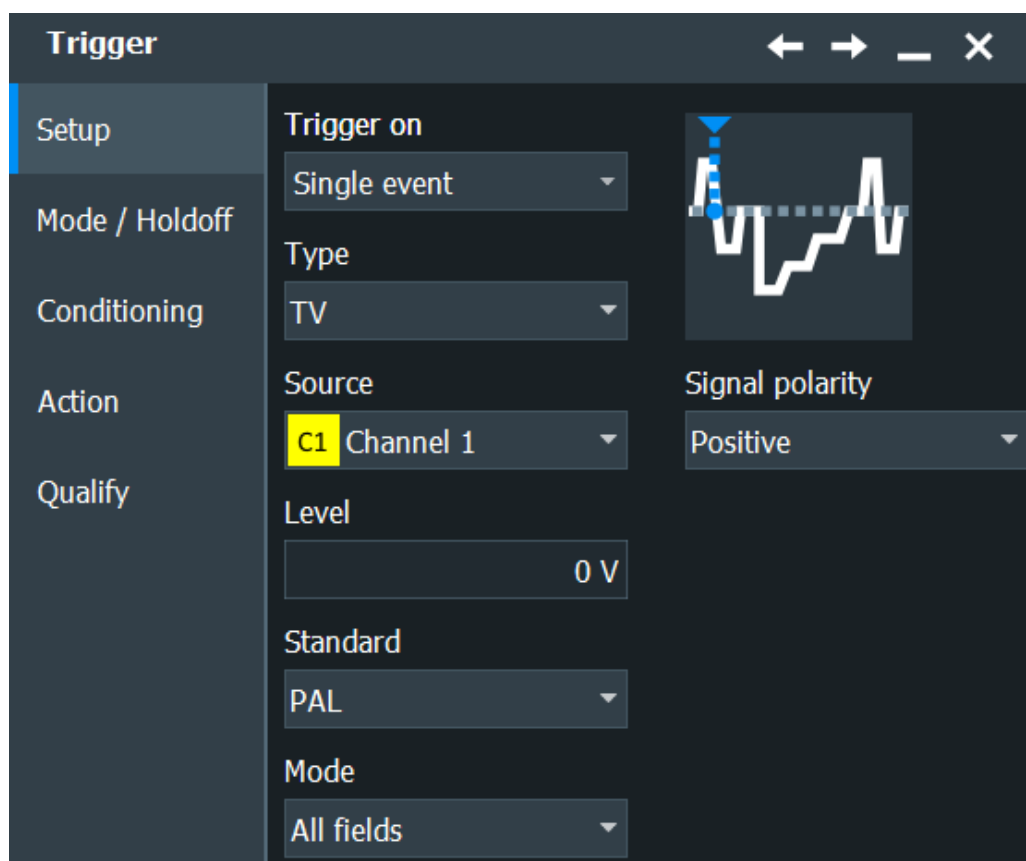 Trigger
Setup
Mode / Holdoff
Conditioning
Action
Qualify
Trigger on
Single event
Type
TV
Source
C1 Channel 1
Level
0 V
Standard
PAL
Mode
All fields
Signal polarity
Positive